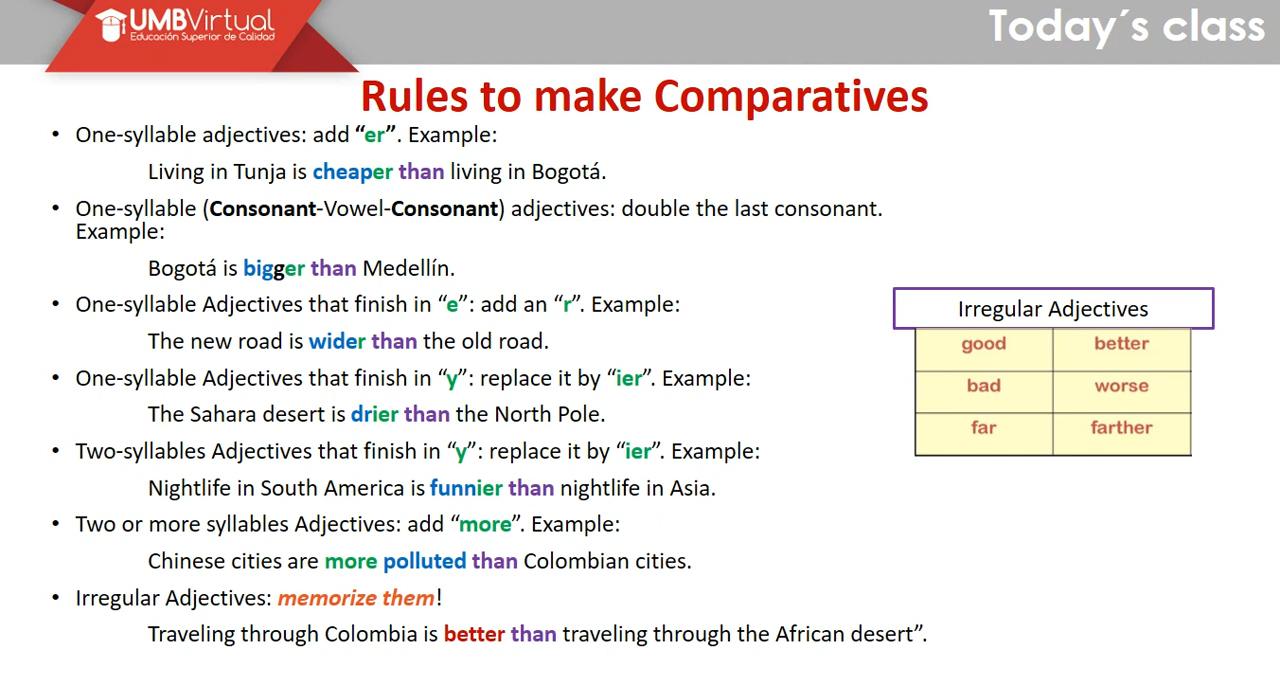 UMBVirtual
Educación Superior de Calidad
Today´s class
Rules to make Comparatives
• One-syllable adjectives: add “er”. Example:
Living in Tunja is cheaper than living in Bogotá.
• One-syllable (Consonant-Vowel-Consonant) adjectives: double the last consonant.
Example:
Bogotá is bigger than Medellín.
• One-syllable Adjectives that finish in “e”: add an “r”. Example:
The new road is wider than the old road.
• One-syllable Adjectives that finish in “y”: replace it by “ier”. Example:
The Sahara desert is drier than the North Pole.
• Two-syllables Adjectives that finish in “y”: replace it by “ier”. Example:
Nightlife in South America is funnier than nightlife in Asia.
• Two or more syllables Adjectives: add “more”. Example:
Chinese cities are more polluted than Colombian cities.
• Irregular Adjectives: memorize them!
Traveling through Colombia is better than traveling through the African desert”.
Irregular Adjectives
good better
bad worse
far farther